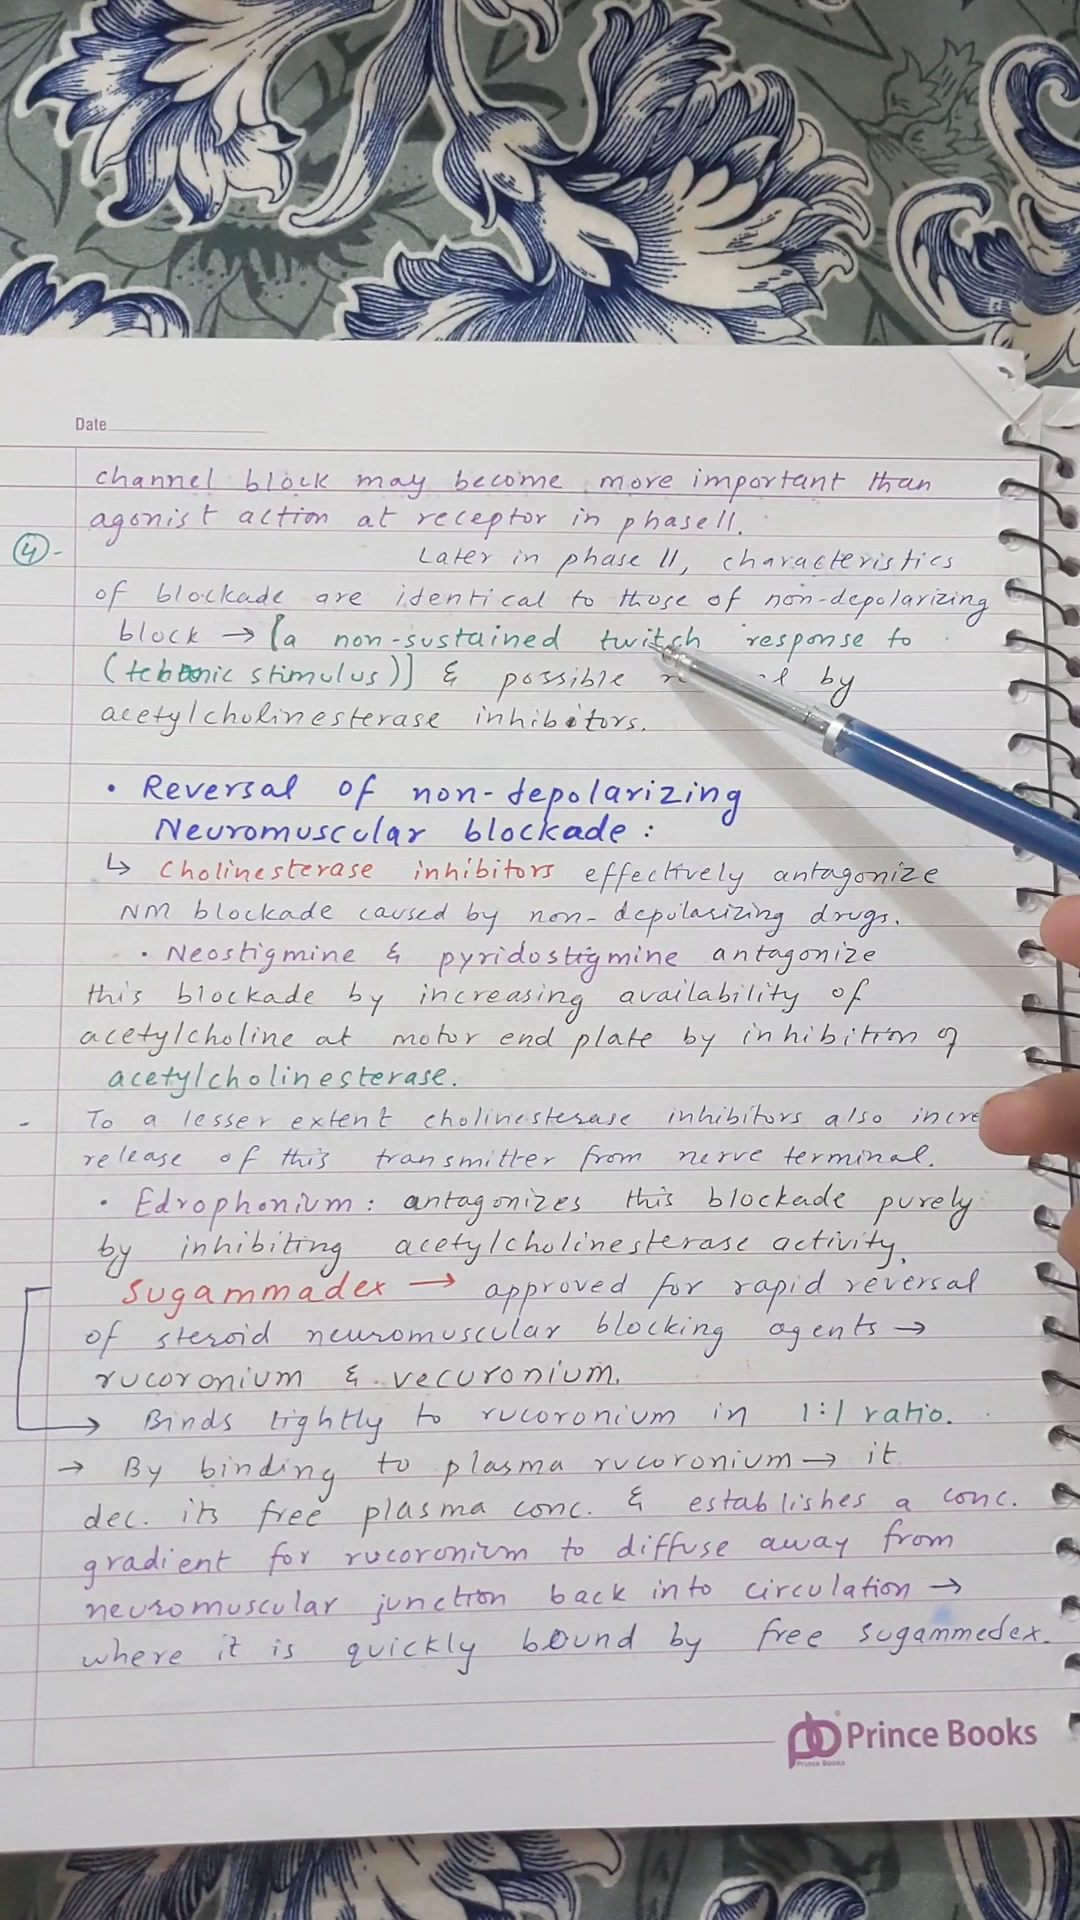 Date
channel block may become more important than
agonist action at receptor in phase II.
4 -
Later in phase II, characteristics
of blockade are identical to those of non-depolarizing
block → [a non-sustained twitch response to
(tetanic stimulus)] & possible by
acetylcholinesterase inhibitors.
• Reversal of non-depolarizing
Neuromuscular blockade:
↳ Cholinesterase inhibitors effectively antagonize
NM blockade caused by non-depolarizing drugs.
• Neostigmine & pyridostigmine antagonize
this blockade by increasing availability of
acetylcholine at motor end plate by inhibition of
acetylcholinesterase.
- To a lesser extent cholinesterase inhibitors also incre
release of this transmitter from nerve terminal.
• Edrophonium: antagonizes this blockade purely
by inhibiting acetylcholinesterase activity.
Sugammadex → approved for rapid reversal
of steroid neuromuscular blocking agents →
rucoronium & vecuronium.
→ Binds tightly to rucoronium in 1:1 ratio.
→ By binding to plasma rucoronium → it
dec. its free plasma conc. & establishes a conc.
gradient for rucoronium to diffuse away from
neuromuscular junction back into circulation →
where it is quickly bound by free sugammedex.
Prince Books
Prince Books